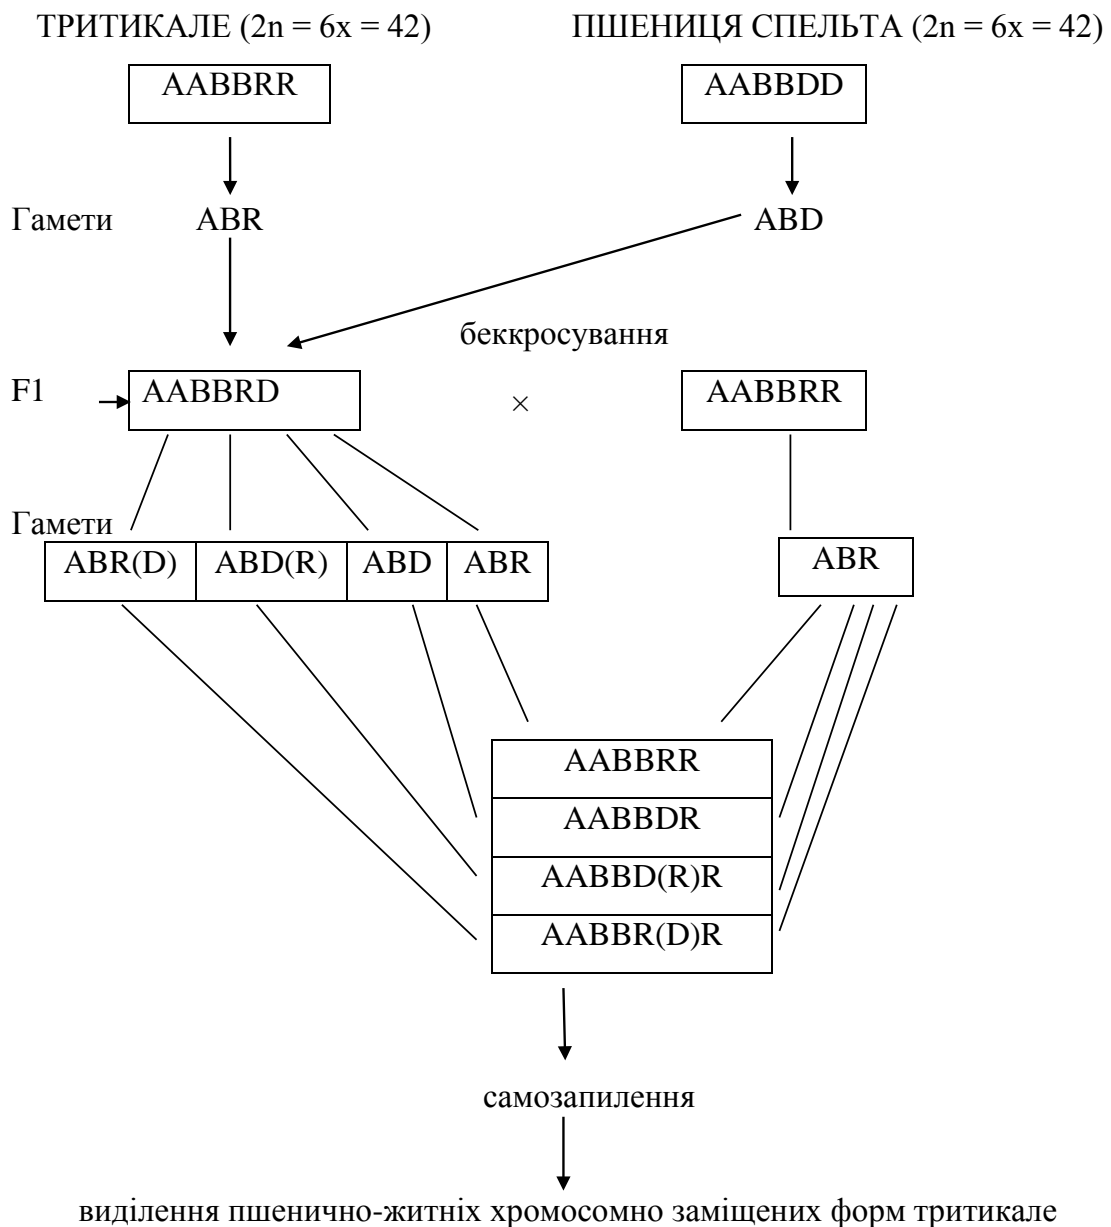 ТРИТИКАЛЕ (2n = 6x = 42) ПШЕНИЦЯ СПЕЛЬТА (2n = 6x = 42)
AABBRR AABBDD
Гамети ABR ABD
беккросування
F1 AABBRD × AABBRR
Гамети
ABR(D) ABD(R) ABD ABR ABR
AABBRR
AABBDR
AABBD(R)R
AABBR(D)R
самозапилення
виділення пшенично-житніх хромосомно заміщених форм тритикале